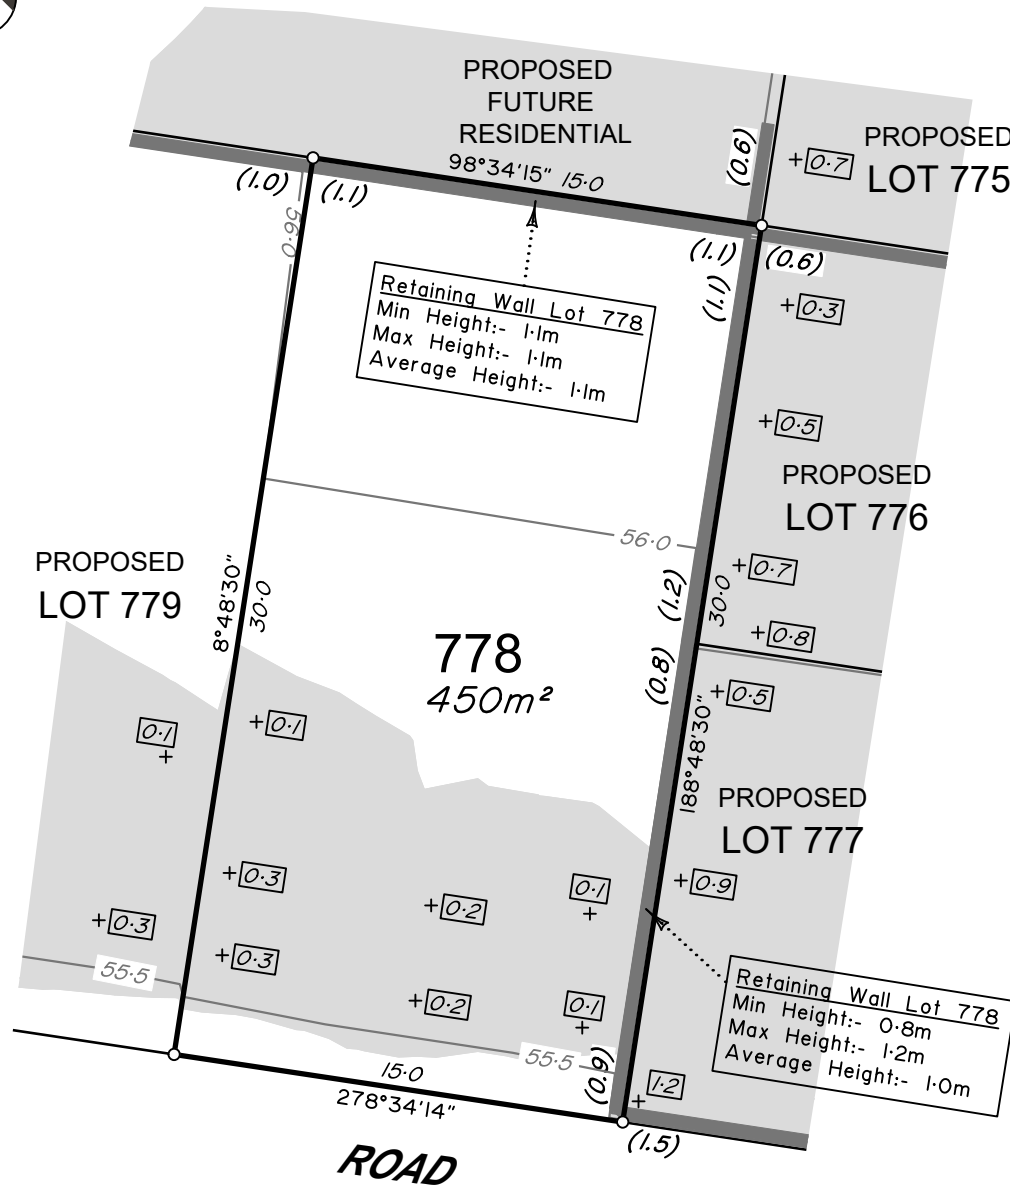 PROPOSED
FUTURE
RESIDENTIAL
98°34'15" 15·0
(0.6)
+0·7
PROPOSED
LOT 775
(1.0)
(1.1)
56·0
(1.1)
(0.6)
(1.1)
Retaining Wall Lot 778
Min Height:- 1·1m
Max Height:- 1·1m
Average Height:- 1·1m
+0·3
+0·5
PROPOSED
LOT 776
56·0
+0·7
(1.2)
30·0
+0·8
PROPOSED
LOT 779
8°48'30"
30·0
778
450m²
(0.8)
+0·5
188°48'30"
0·1
+
+0·1
PROPOSED
LOT 777
+0·3
+0·2
0·1
+
+0·9
+0·3
+0·3
55·5
+0·2
0·1
+
Retaining Wall Lot 778
Min Height:- 0·8m
Max Height:- 1·2m
Average Height:- 1·0m
55·5
(0.9)
1·2
+
15·0
278°34'14"
(1.5)
ROAD